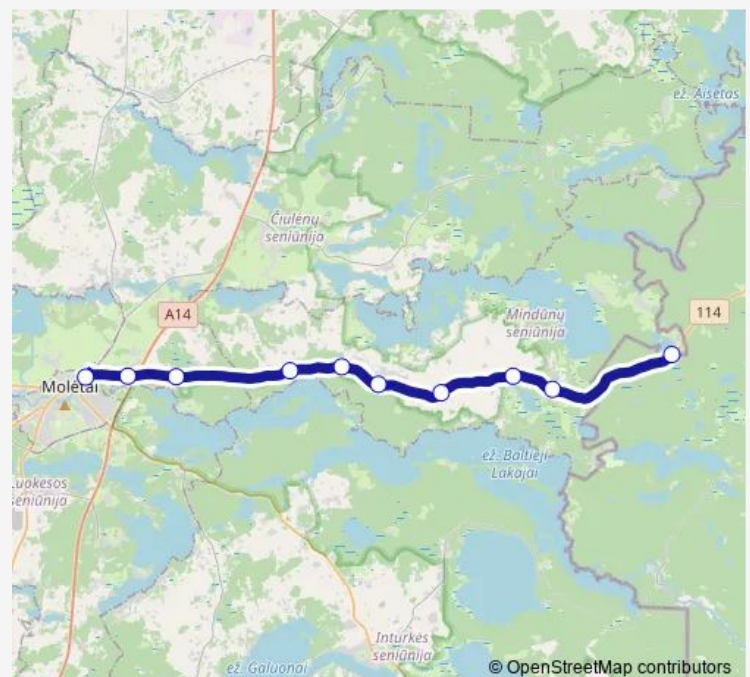 ež. Aisetas
Čiulėnų
seniūnija
A14
114
Mindūnų
seniūnija
Molėtai
ež. Baltieji
Lakajai
Luokesos
seniūnija
Inturkės
seniūnija
ež. Galuonai
© OpenStreetMap contributors